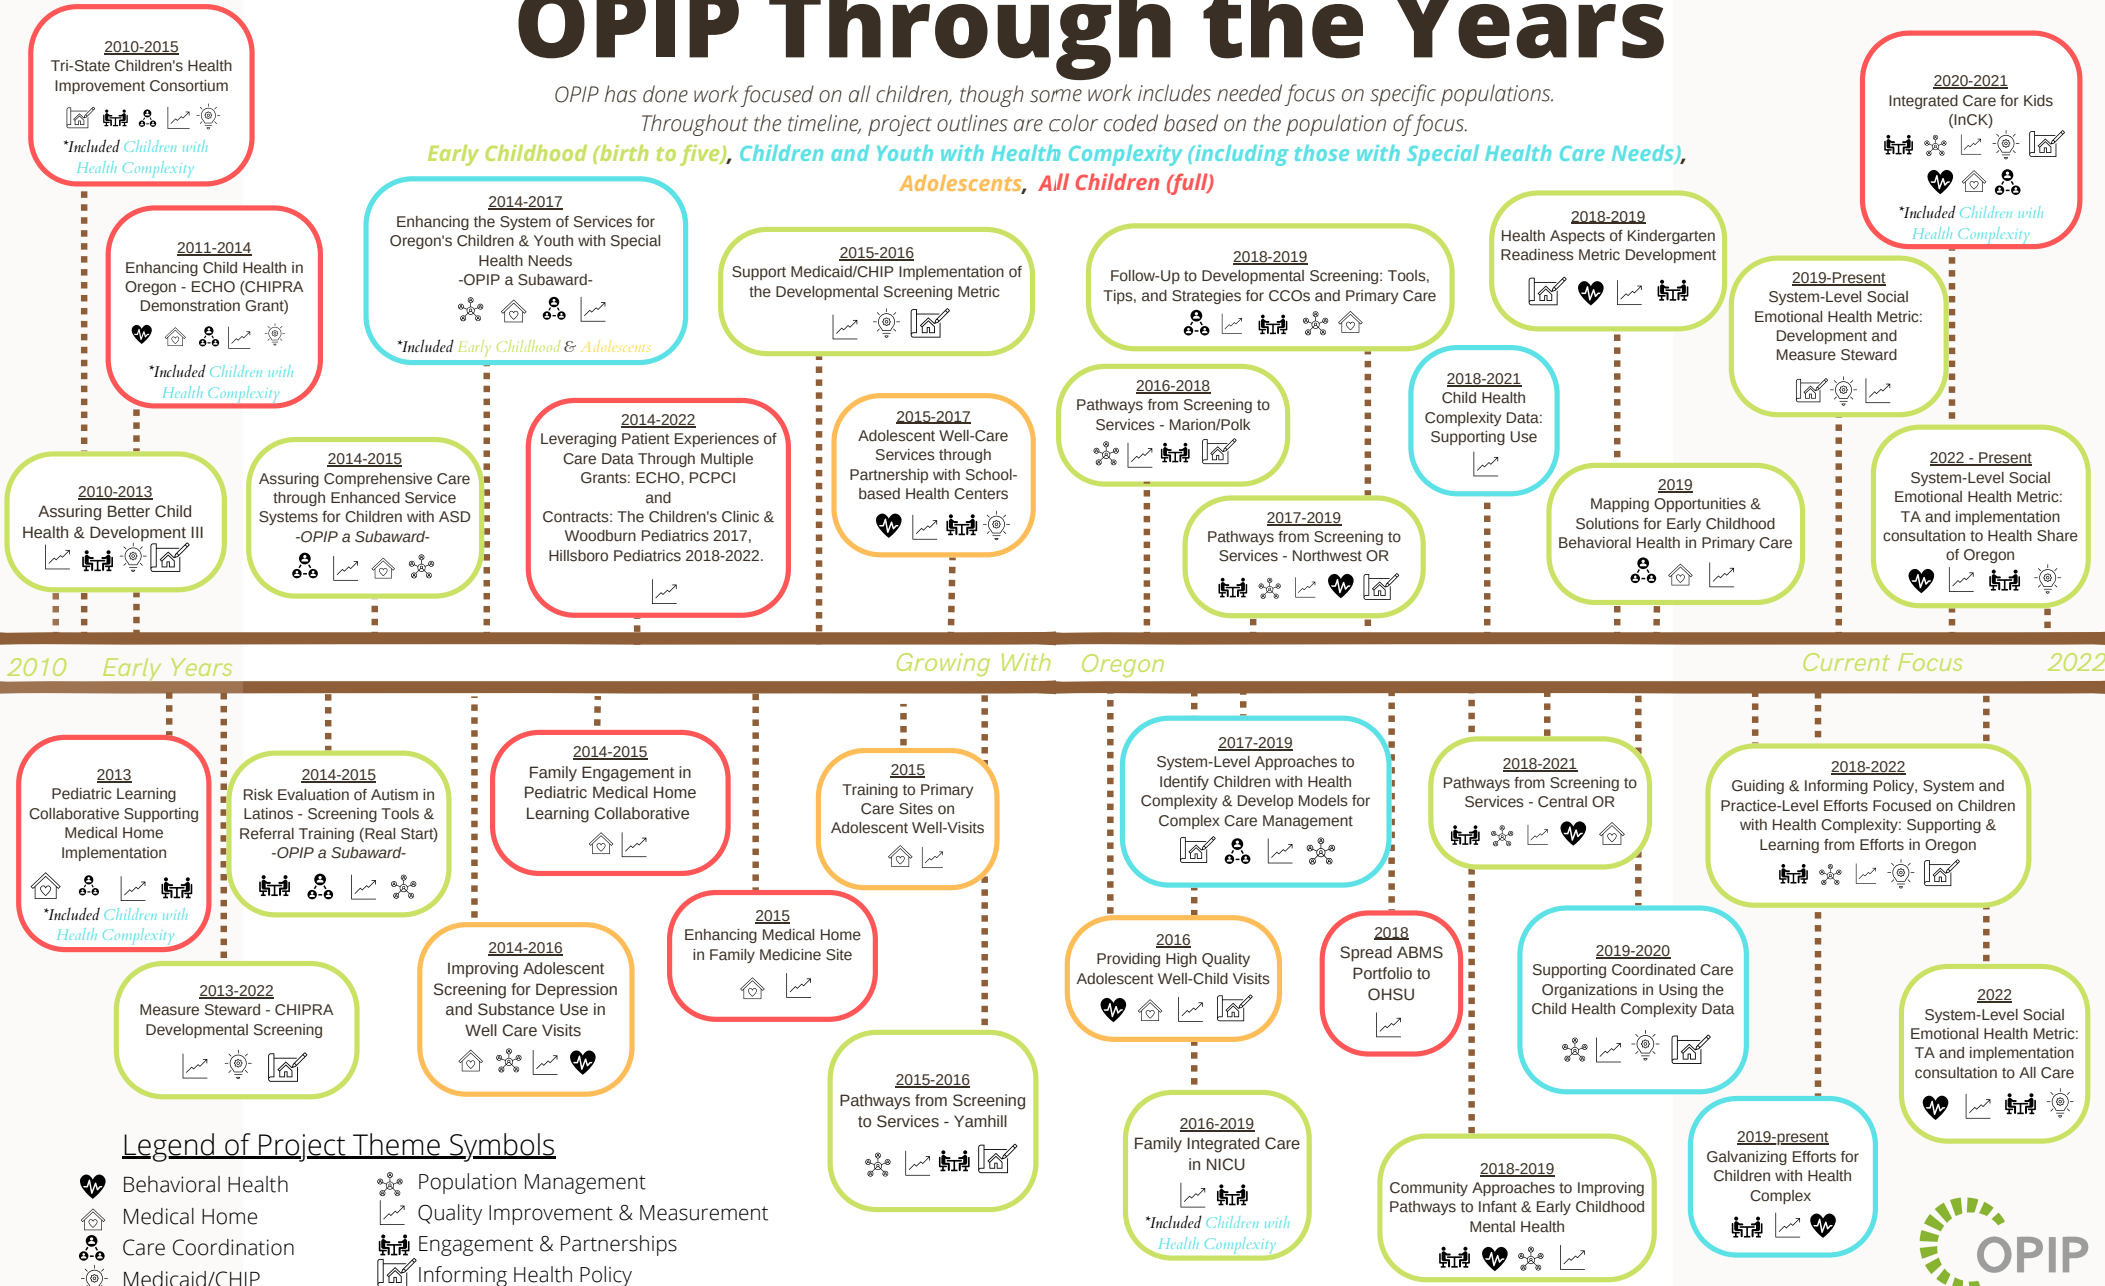 OPIP Through the Years
OPIP has done work focused on all children, though some work includes needed focus on specific populations.
Throughout the timeline, project outlines are color coded based on the population of focus.
Early Childhood (birth to five), Children and Youth with Health Complexity (including those with Special Health Care Needs),
Adolescents, All Children (full)
2010-2015
Tri-State Children's Health
Improvement Consortium
*Included Children with
Health Complexity
2011-2014
Enhancing Child Health in
Oregon - ECHO (CHIPRA
Demonstration Grant)
*Included Children with
Health Complexity
2010-2013
Assuring Better Child
Health & Development III
2014-2017
Enhancing the System of Services for
Oregon's Children & Youth with Special
Health Needs
-OPIP a Subaward-
*Included Early Childhood & Adolescents
2014-2015
Assuring Comprehensive Care
through Enhanced Service
Systems for Children with ASD
-OPIP a Subaward-
2014-2022
Leveraging Patient Experiences of
Care Data Through Multiple
Grants: ECHO, PCPCI
and
Contracts: The Children's Clinic &
Woodburn Pediatrics 2017,
Hillsboro Pediatrics 2018-2022.
2015-2016
Support Medicaid/CHIP Implementation of
the Developmental Screening Metric
2015-2017
Adolescent Well-Care
Services through
Partnership with School-
based Health Centers
2018-2019
Follow-Up to Developmental Screening: Tools,
Tips, and Strategies for CCOs and Primary Care
2016-2018
Pathways from Screening to
Services - Marion/Polk
2017-2019
Pathways from Screening to
Services - Northwest OR
2018-2021
Child Health
Complexity Data:
Supporting Use
2018-2019
Health Aspects of Kindergarten
Readiness Metric Development
2019
Mapping Opportunities &
Solutions for Early Childhood
Behavioral Health in Primary Care
2019-Present
System-Level Social
Emotional Health Metric:
Development and
Measure Steward
2020-2021
Integrated Care for Kids
(InCK)
*Included Children with
Health Complexity
2022 - Present
System-Level Social
Emotional Health Metric:
TA and implementation
consultation to Health Share
of Oregon
2010 Early Years Growing With Oregon Current Focus 2022
2013
Pediatric Learning
Collaborative Supporting
Medical Home
Implementation
*Included Children with
Health Complexity
2014-2015
Risk Evaluation of Autism in
Latinos - Screening Tools &
Referral Training (Real Start)
-OPIP a Subaward-
2013-2022
Measure Steward - CHIPRA
Developmental Screening
2014-2015
Family Engagement in
Pediatric Medical Home
Learning Collaborative
2014-2016
Improving Adolescent
Screening for Depression
and Substance Use in
Well Care Visits
2015
Enhancing Medical Home
in Family Medicine Site
2015
Training to Primary
Care Sites on
Adolescent Well-Visits
2015-2016
Pathways from Screening
to Services - Yamhill
2017-2019
System-Level Approaches to
Identify Children with Health
Complexity & Develop Models for
Complex Care Management
2016
Providing High Quality
Adolescent Well-Child Visits
2016-2019
Family Integrated Care
in NICU
*Included Children with
Health Complexity
2018
Spread ABMS
Portfolio to
OHSU
2018-2021
Pathways from Screening to
Services - Central OR
2019-2020
Supporting Coordinated Care
Organizations in Using the
Child Health Complexity Data
2018-2019
Community Approaches to Improving
Pathways to Infant & Early Childhood
Mental Health
2018-2022
Guiding & Informing Policy, System and
Practice-Level Efforts Focused on Children
with Health Complexity: Supporting &
Learning from Efforts in Oregon
2019-present
Galvanizing Efforts for
Children with Health
Complex
2022
System-Level Social
Emotional Health Metric:
TA and implementation
consultation to All Care
Legend of Project Theme Symbols
Behavioral Health
Medical Home
Care Coordination
Medicaid/CHIP
Population Management
Quality Improvement & Measurement
Engagement & Partnerships
Informing Health Policy
OPIP